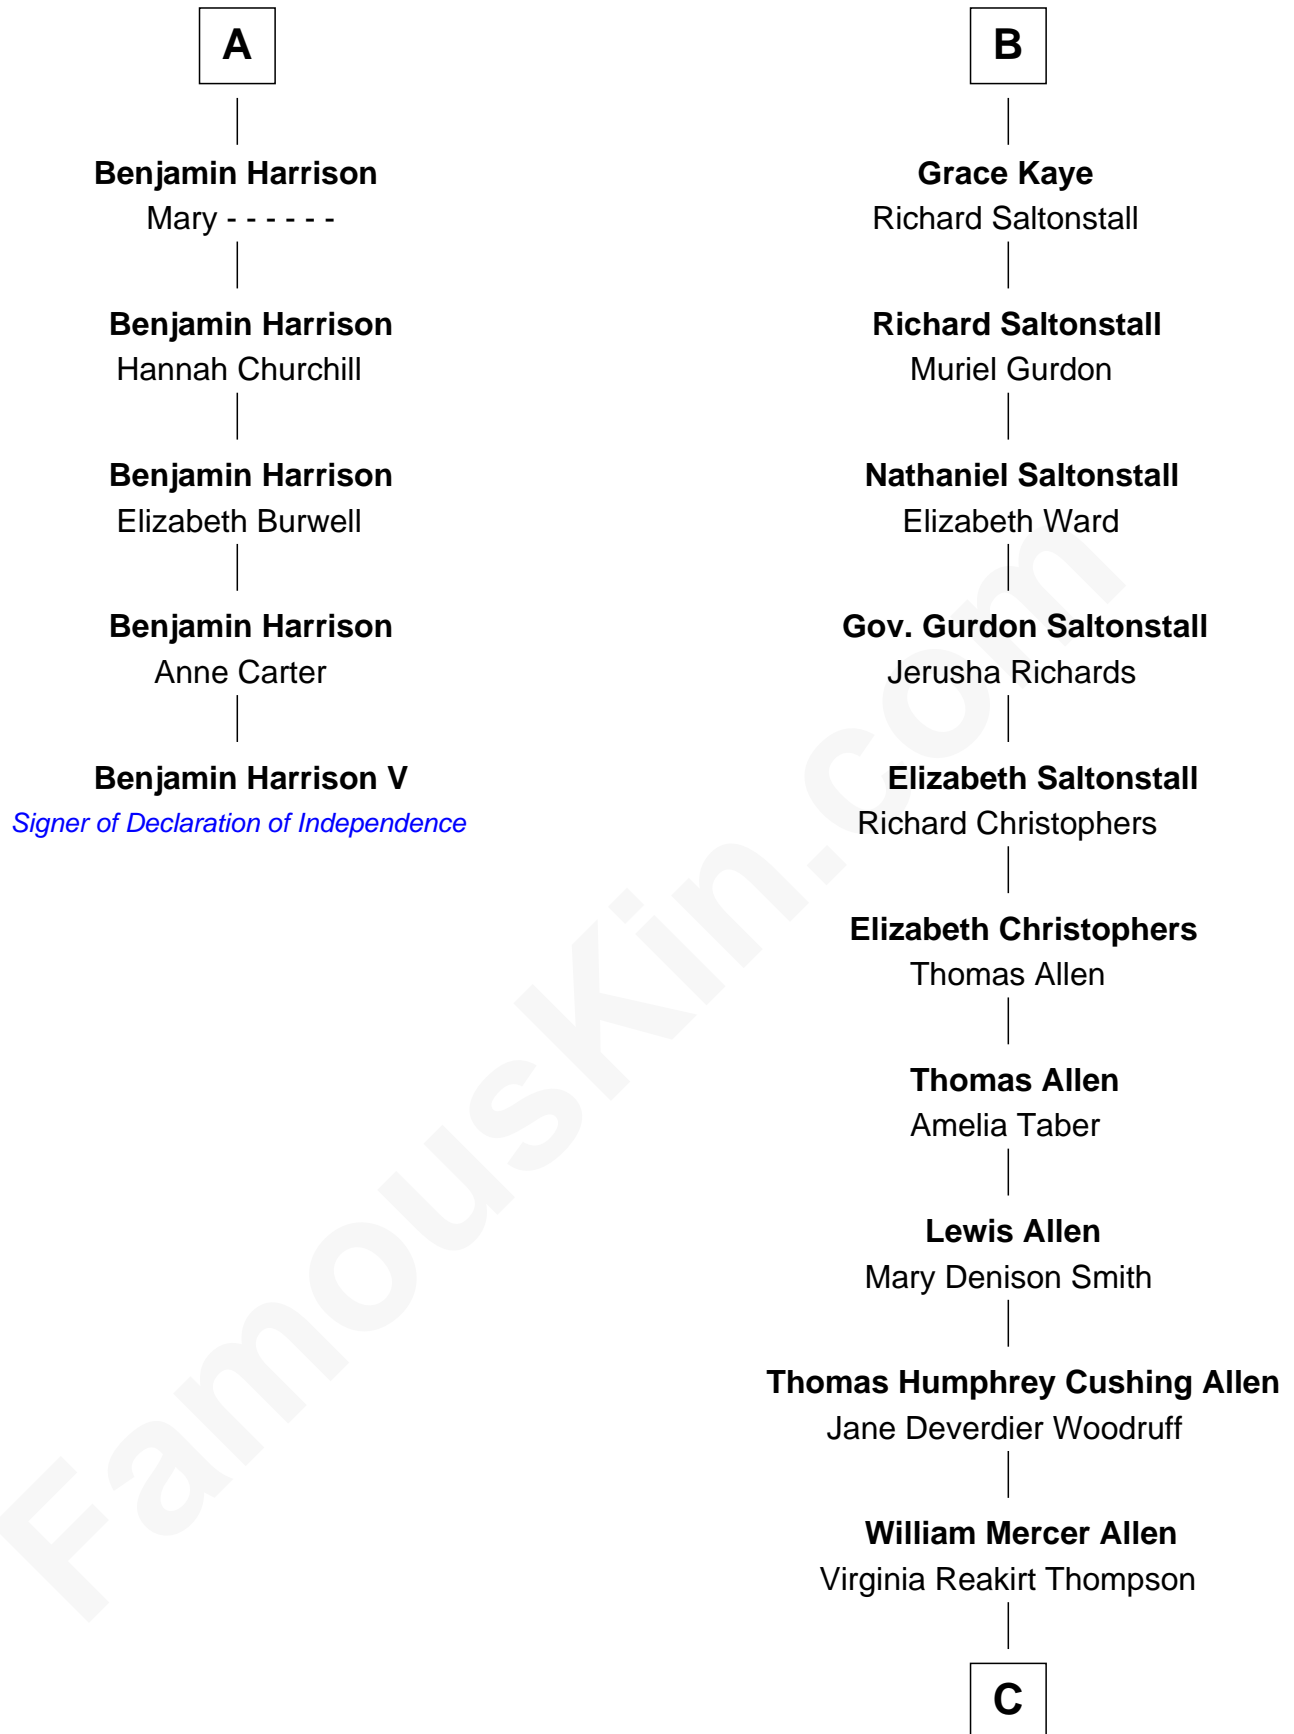 A
Benjamin Harrison
Mary - - - - - -
Benjamin Harrison
Hannah Churchill
Benjamin Harrison
Elizabeth Burwell
Benjamin Harrison
Anne Carter
Benjamin Harrison V
Signer of Declaration of Independence
B
Grace Kaye
Richard Saltonstall
Richard Saltonstall
Muriel Gurdon
Nathaniel Saltonstall
Elizabeth Ward
Gov. Gurdon Saltonstall
Jerusha Richards
Elizabeth Saltonstall
Richard Christophers
Elizabeth Christophers
Thomas Allen
Thomas Allen
Amelia Taber
Lewis Allen
Mary Denison Smith
Thomas Humphrey Cushing Allen
Jane Deverdier Woodruff
William Mercer Allen
Virginia Reakirt Thompson
C
FamousKin.com